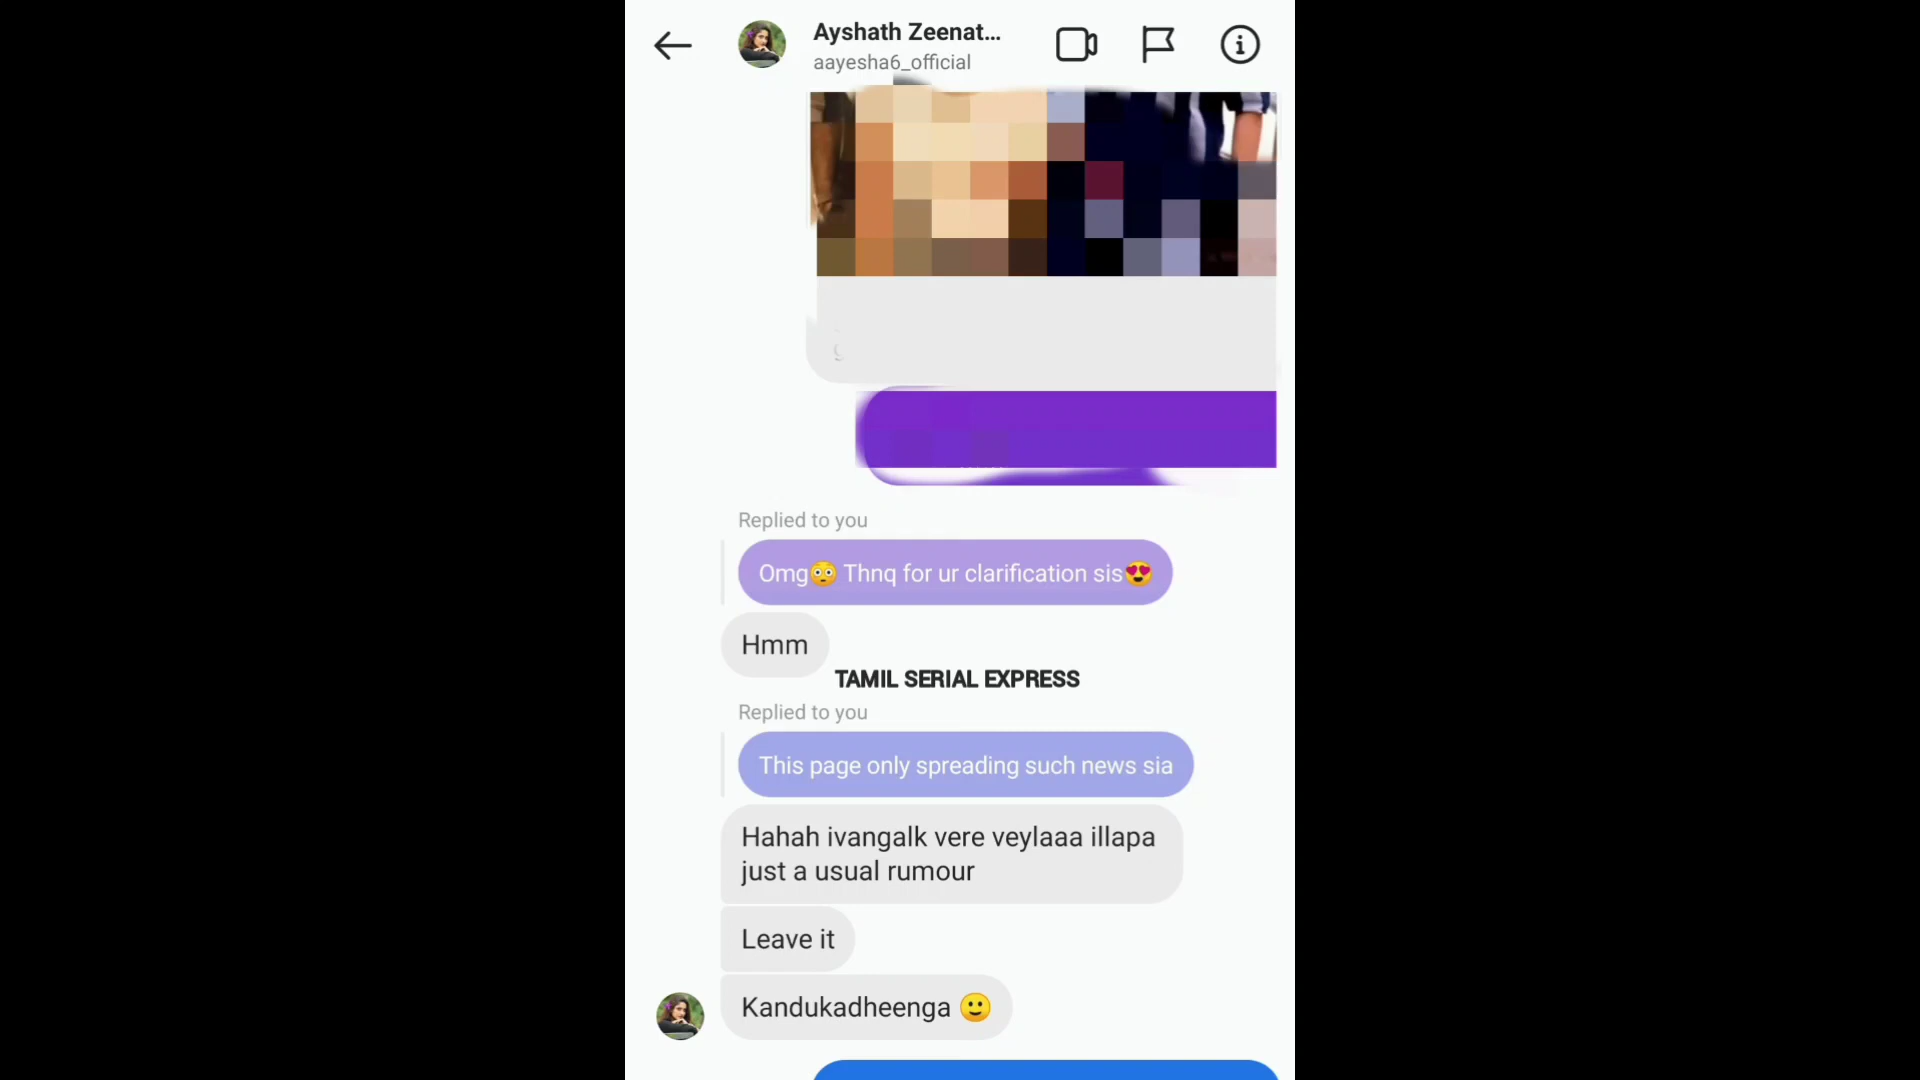 Ayshath Zeenat...
aayesha6_official
Replied to you
Omg😳 Thnq for ur clarification sis😍
Hmm
TAMIL SERIAL EXPRESS
Replied to you
This page only spreading such news sia
Hahah ivangalk vere veylaaa illapa
just a usual rumour
Leave it
Kandukadheenga 🙂